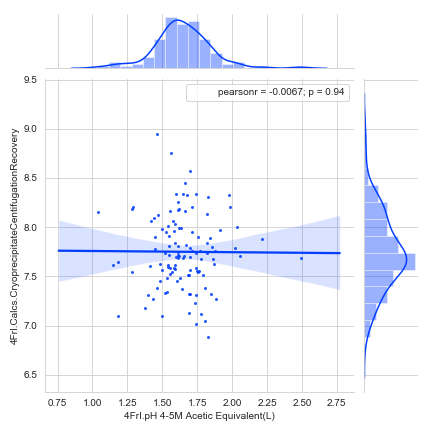 pearsonr = -0.0067; p = 0.94
9.5
9.0
8.5
8.0
7.5
7.0
6.5
4FrI.Calcs.CryoprecipitateCentrifugationRecovery
0.75 1.00 1.25 1.50 1.75 2.00 2.25 2.50 2.75
4FrI.pH 4-5M Acetic Equivalent(L)